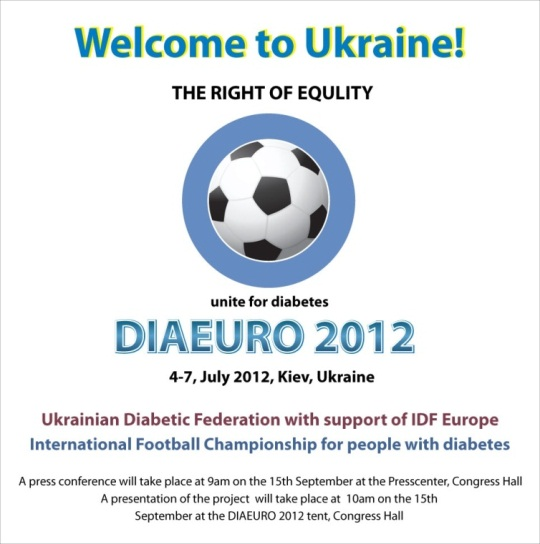 Welcome to Ukraine!
THE RIGHT OF EQULITY
unite for diabetes
DIAEURO 2012
4-7, July 2012, Kiev, Ukraine
Ukrainian Diabetic Federation with support of IDF Europe
International Football Championship for people with diabetes
A press conference will take place at 9am on the 15th September at the Presscenter, Congress Hall
A presentation of the project will take place at 10am on the 15th
September at the DIAEURO 2012 tent, Congress Hall